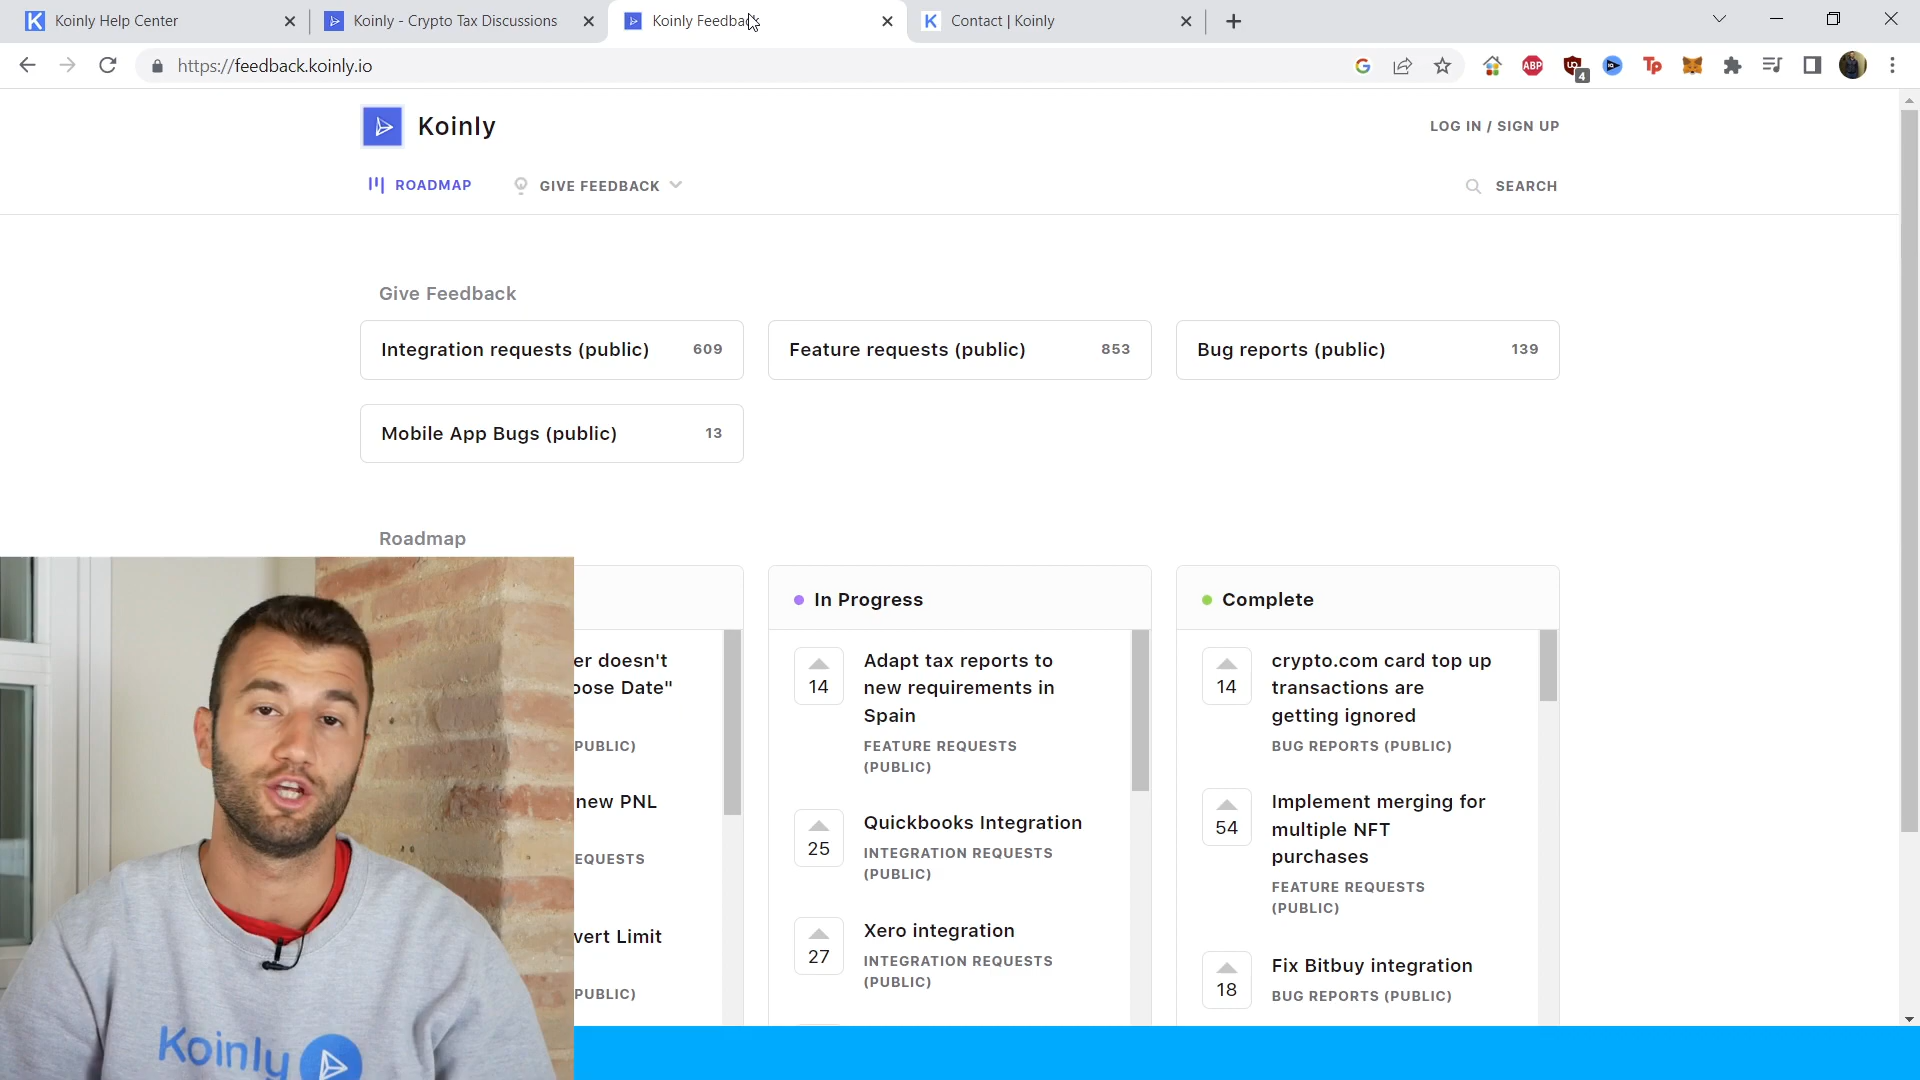 Koinly Help Center
Koinly - Crypto Tax Discussions
Koinly Feedback
Contact | Koinly
https://feedback.koinly.io
ABP
4
Tp
Koinly
LOG IN / SIGN UP
ROADMAP
GIVE FEEDBACK
SEARCH
Give Feedback
Integration requests (public) 609
Feature requests (public) 853
Bug reports (public) 139
Mobile App Bugs (public) 13
Roadmap
er doesn't
oose Date"
PUBLIC)
new PNL
EQUESTS
vert Limit
PUBLIC)
In Progress
14
Adapt tax reports to
new requirements in
Spain
FEATURE REQUESTS
(PUBLIC)
25
Quickbooks Integration
INTEGRATION REQUESTS
(PUBLIC)
27
Xero integration
INTEGRATION REQUESTS
(PUBLIC)
Complete
14
crypto.com card top up
transactions are
getting ignored
BUG REPORTS (PUBLIC)
54
Implement merging for
multiple NFT
purchases
FEATURE REQUESTS
(PUBLIC)
18
Fix Bitbuy integration
BUG REPORTS (PUBLIC)
Koinly